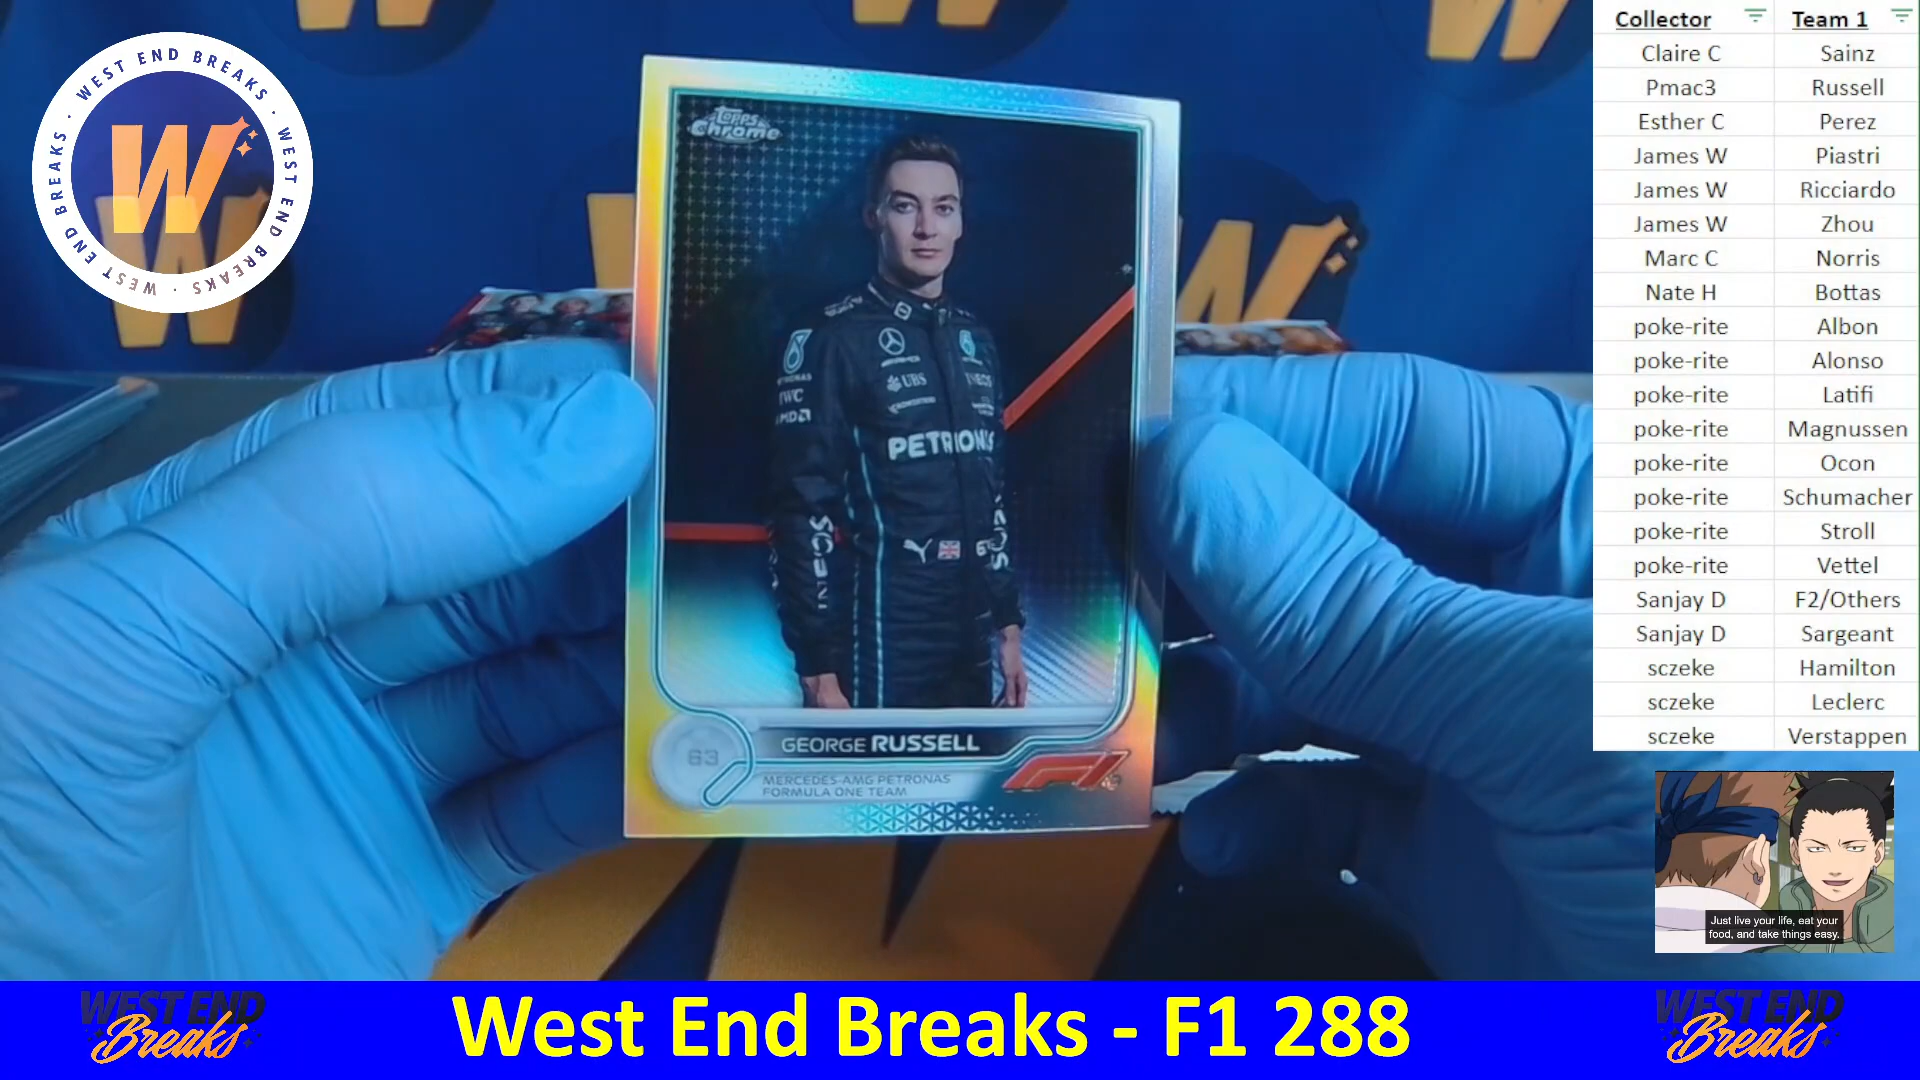 WEST END BREAKS · WEST END BREAKS · WEST END BREAKS ·
W
Topps
Chrome
PETRONAS
IWC
AMDA
UBS
INEOS
PETRONAS
INEOS
63
GEORGE RUSSELL
MERCEDES-AMG PETRONAS
FORMULA ONE TEAM
F1
Collector Team 1
Claire C Sainz
Pmac3 Russell
Esther C Perez
James W Piastri
James W Ricciardo
James W Zhou
Marc C Norris
Nate H Bottas
poke-rite Albon
poke-rite Alonso
poke-rite Latifi
poke-rite Magnussen
poke-rite Ocon
poke-rite Schumacher
poke-rite Stroll
poke-rite Vettel
Sanjay D F2/Others
Sanjay D Sargeant
sczeke Hamilton
sczeke Leclerc
sczeke Verstappen
Just live your life, eat your
food, and take things easy.
WEST END
Breaks
West End Breaks - F1 288
WEST END
Breaks